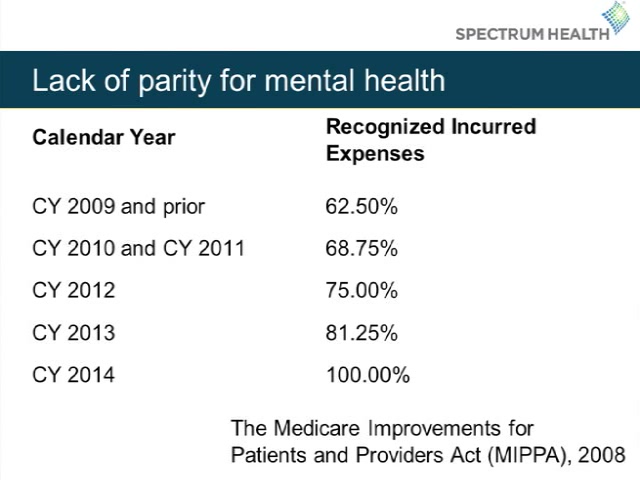 SPECTRUM HEALTH
Lack of parity for mental health
Calendar Year
Recognized Incurred
Expenses
CY 2009 and prior 62.50%
CY 2010 and CY 2011 68.75%
CY 2012 75.00%
CY 2013 81.25%
CY 2014 100.00%
The Medicare Improvements for
Patients and Providers Act (MIPPA), 2008